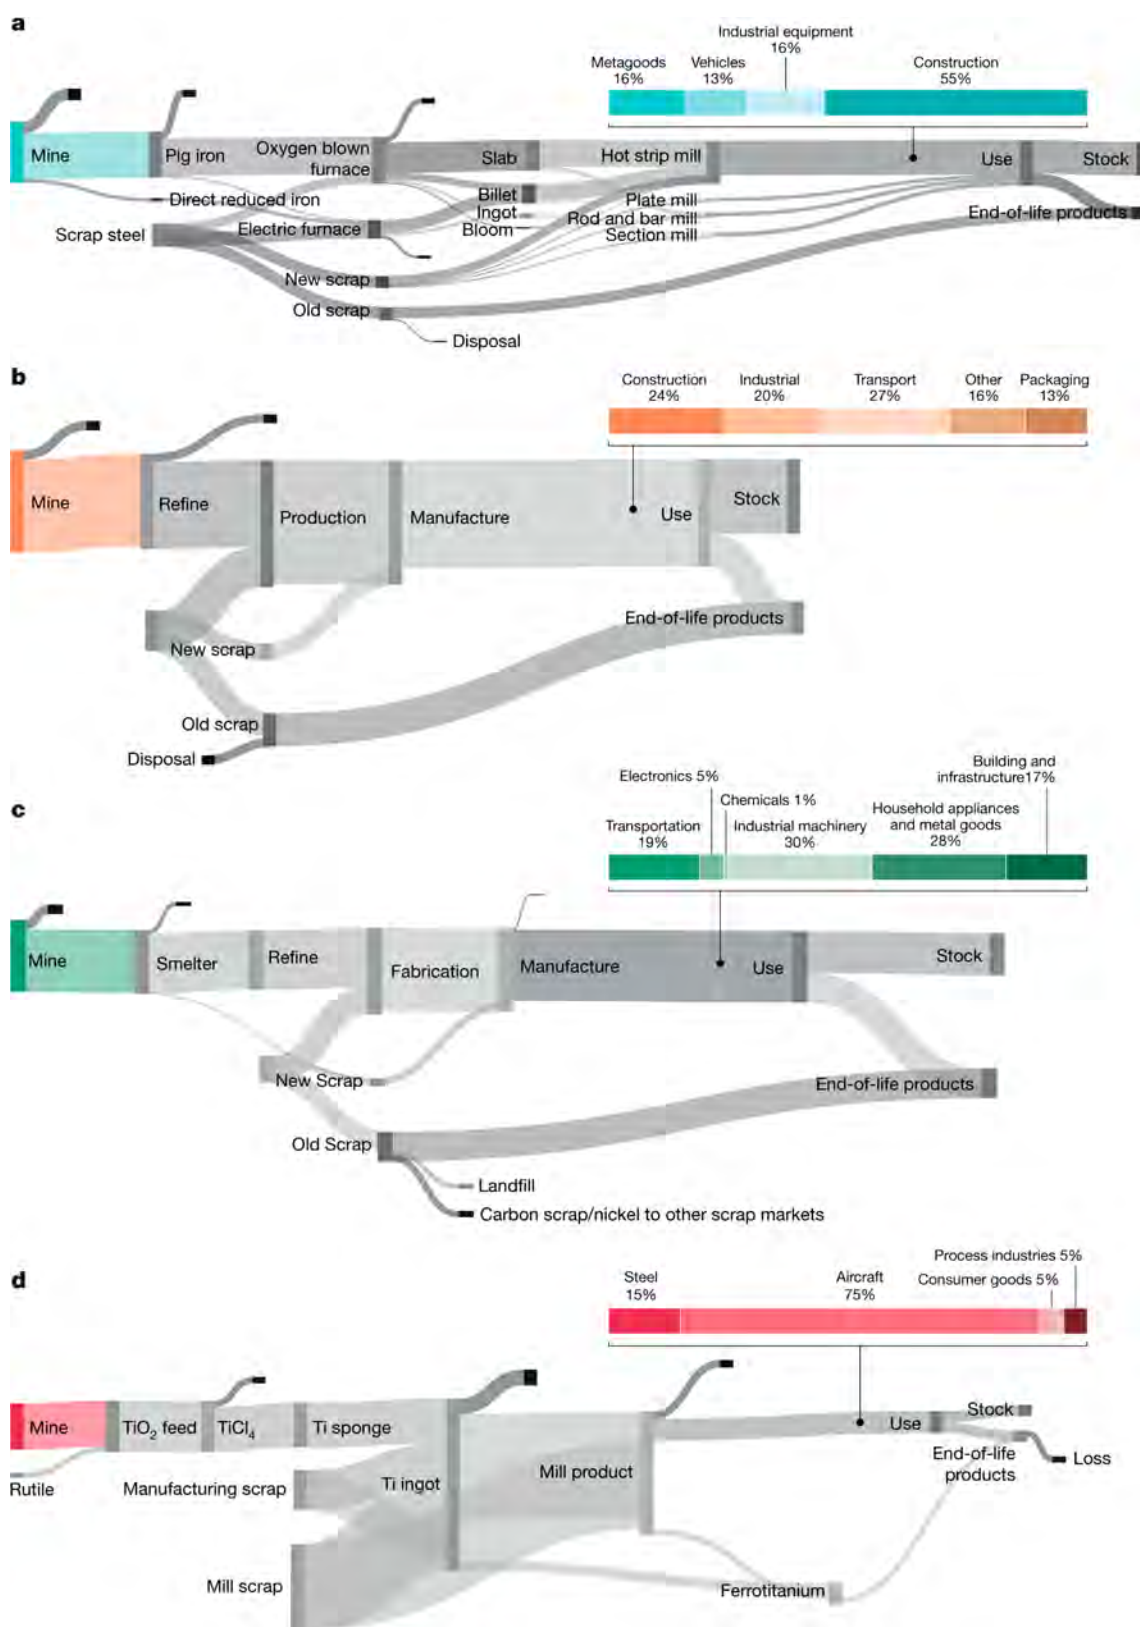 a
Industrial equipment
16%
Metagoods
16%
Vehicles
13%
Construction
55%
Mine
Pig iron
Oxygen blown
furnace
Slab
Hot strip mill
Use
Stock
Direct reduced iron
Billet
Ingot
Bloom
Plate mill
Rod and bar mill
Section mill
End-of-life products
Scrap steel
Electric furnace
New scrap
Old scrap
Disposal
b
Construction
24%
Industrial
20%
Transport
27%
Other
16%
Packaging
13%
Mine
Refine
Production
Manufacture
Use
Stock
End-of-life products
New scrap
Old scrap
Disposal
c
Building and
infrastructure17%
Electronics 5%
Chemicals 1%
Transportation
19%
Industrial machinery
30%
Household appliances
and metal goods
28%
Mine
Smelter
Refine
Fabrication
Manufacture
Use
Stock
New Scrap
End-of-life products
Old Scrap
Landfill
Carbon scrap/nickel to other scrap markets
d
Process industries 5%
Consumer goods 5%
Steel
15%
Aircraft
75%
Mine
TiO₂ feed
TiCl₄
Ti sponge
Ti ingot
Mill product
Use
Stock
End-of-life
products
Loss
Rutile
Manufacturing scrap
Mill scrap
Ferrotitanium